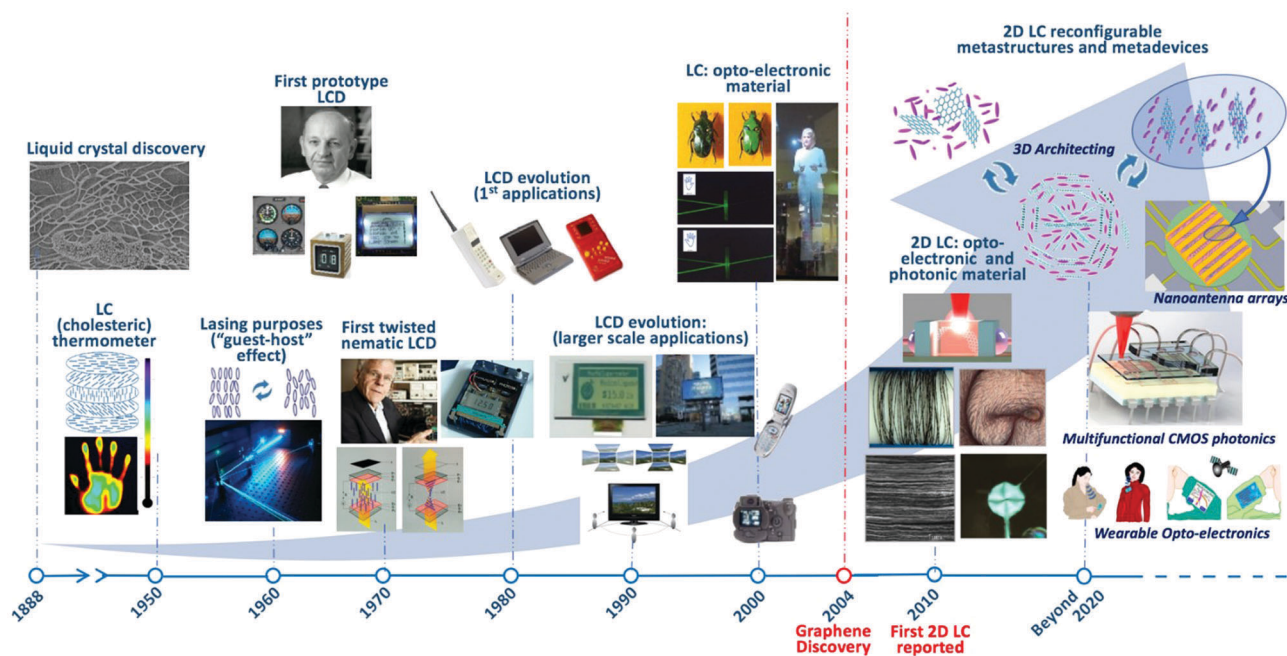 2D LC reconfigurable
metastructures and metadevices
First prototype
LCD
LC: opto-electronic
material
Liquid crystal discovery
3D Architecting
LCD evolution
(1st applications)
2D LC: opto-
electronic and
photonic material
Nanoantenna arrays
LC
(cholesteric)
thermometer
Lasing purposes
("guest-host"
effect)
First twisted
nematic LCD
LCD evolution:
(larger scale applications)
Multifunctional CMOS photonics
Wearable Opto-electronics
1888
1950
1960
1970
1980
1990
2000
2004
2010
Beyond
2020
Graphene
Discovery
First 2D LC
reported